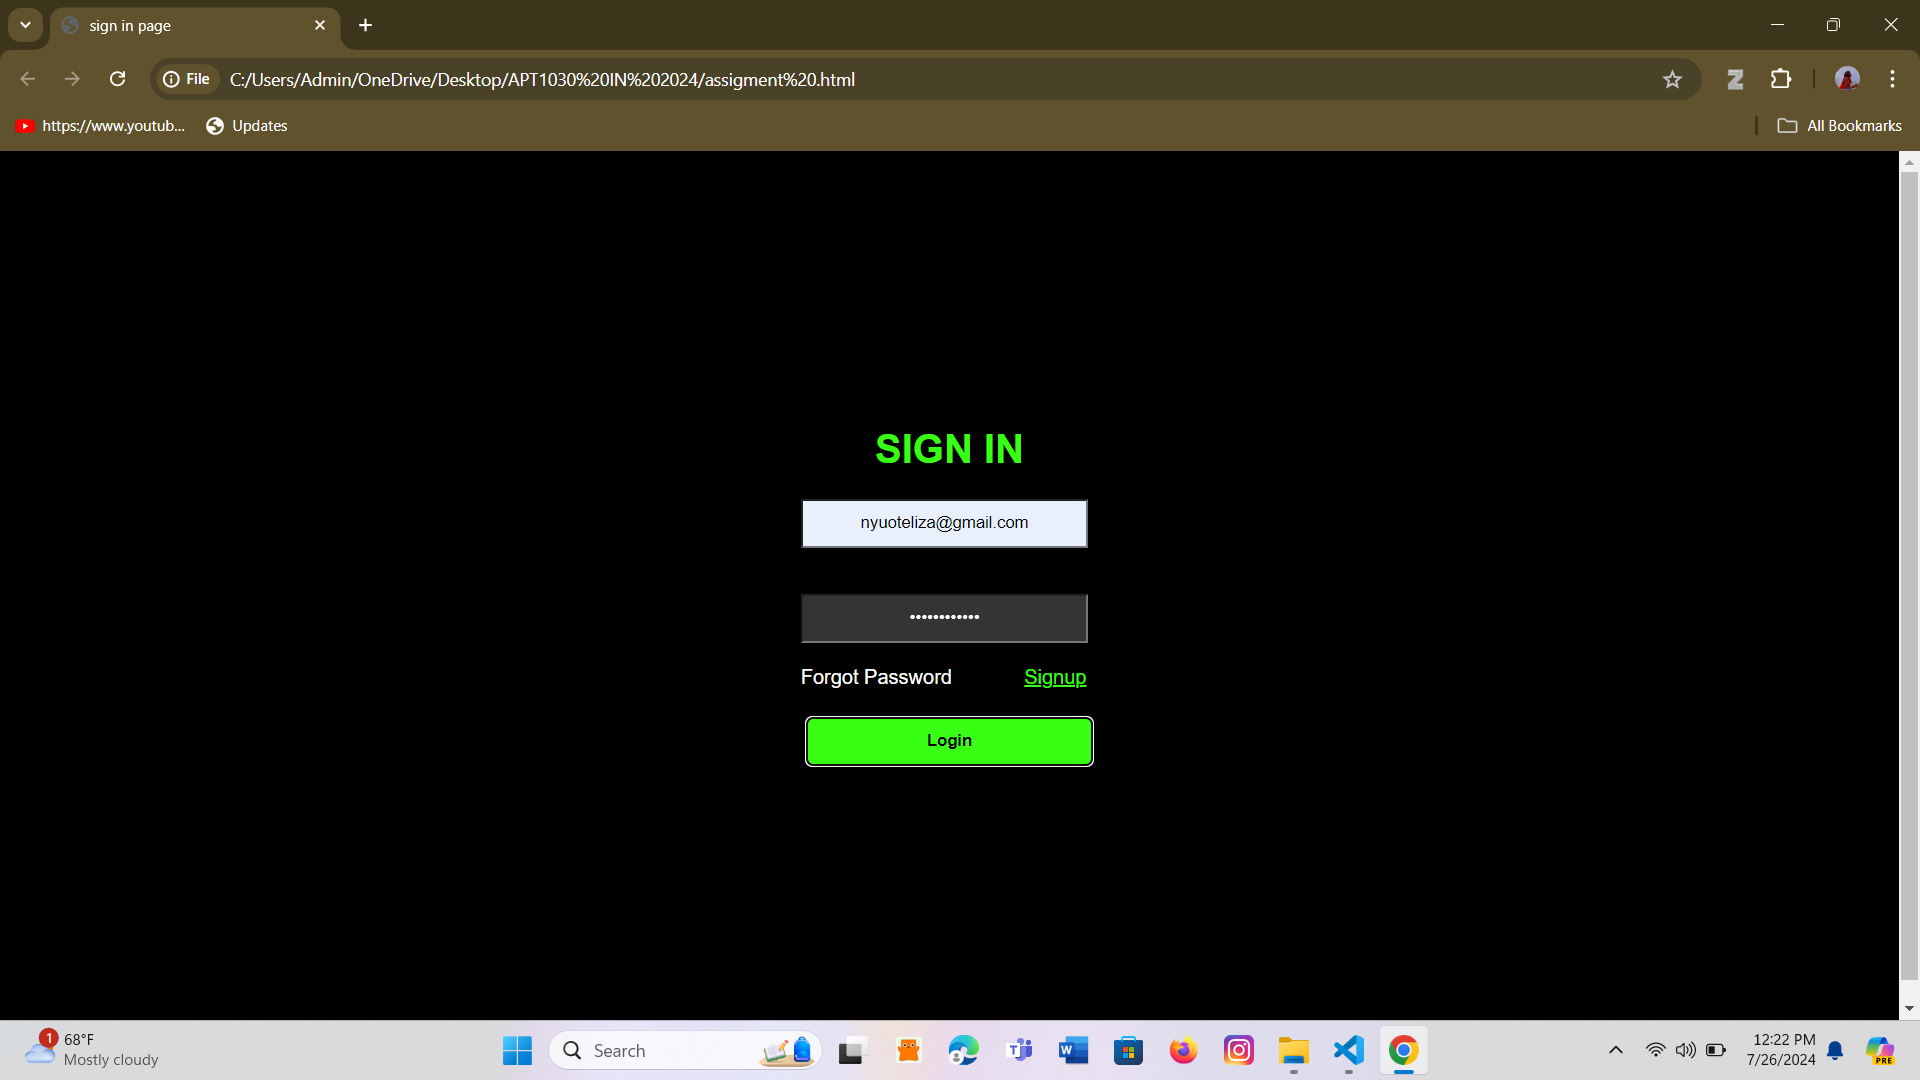 sign in page
File
C:/Users/Admin/OneDrive/Desktop/APT1030%20IN%202024/assigment%20.html
https://www.youtub...
Updates
All Bookmarks
SIGN IN
nyuoteliza@gmail.com
••••••••••••
Forgot Password
Signup
Login
1
68°F
Mostly cloudy
Search
12:22 PM
7/26/2024
PRE